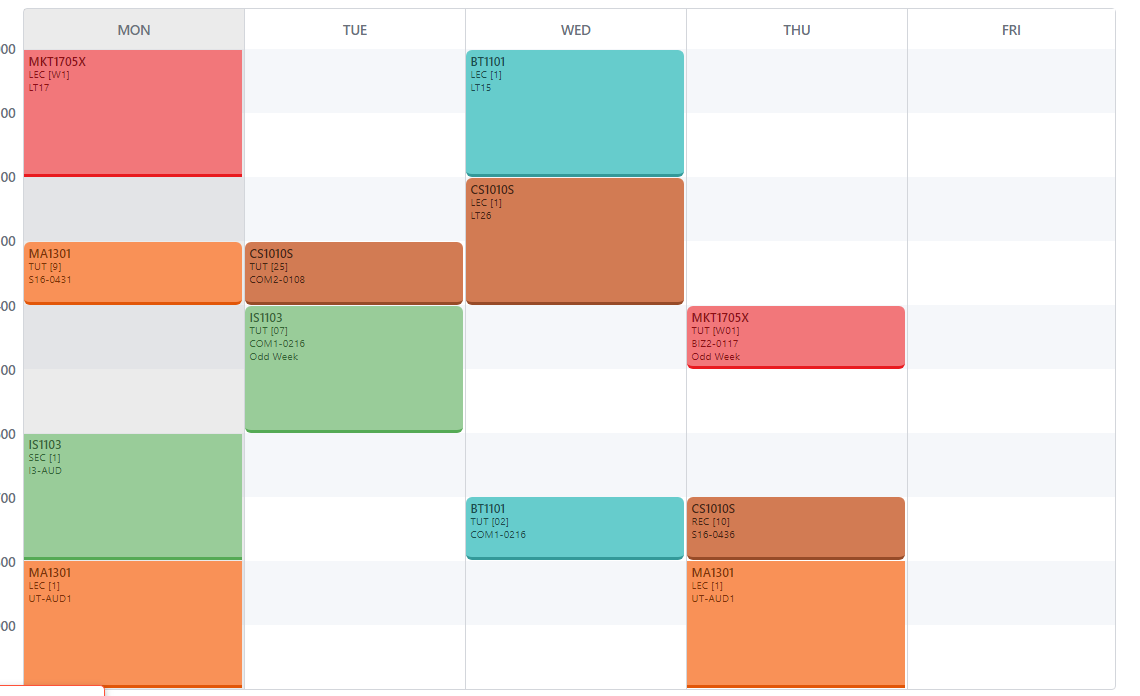 MON
TUE
WED
THU
FRI
00
MKT1705X
LEC [W1]
LT17
BT1101
LEC [1]
LT15
00
00
CS1010S
LEC [1]
LT26
00
MA1301
TUT [9]
S16-0431
CS1010S
TUT [25]
COM2-0108
00
IS1103
TUT [07]
COM1-0216
Odd Week
MKT1705X
TUT [W01]
BIZ2-0117
Odd Week
00
00
IS1103
SEC [1]
I3-AUD
00
BT1101
TUT [02]
COM1-0216
CS1010S
REC [10]
S16-0436
00
MA1301
LEC [1]
UT-AUD1
MA1301
LEC [1]
UT-AUD1
00